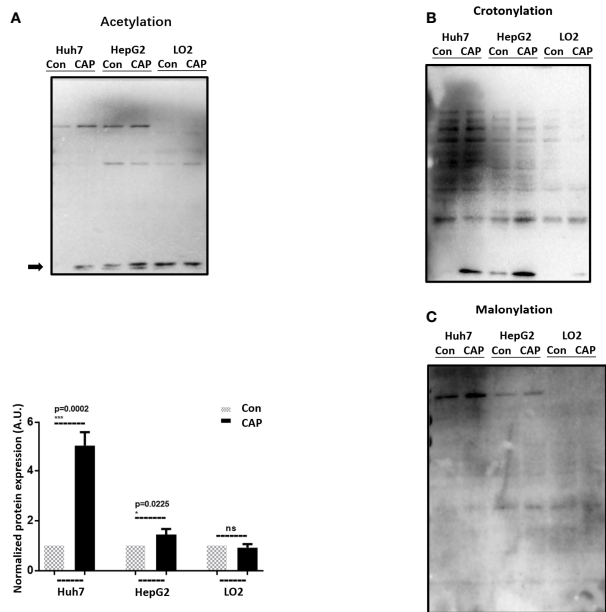 A
Acetylation
Huh7 HepG2 LO2
Con CAP Con CAP Con CAP
B
Crotonylation
Huh7 HepG2 LO2
Con CAP Con CAP Con CAP
C
Malonylation
Huh7 HepG2 LO2
Con CAP Con CAP Con CAP
Normalized protein expression (A.U.)
6
4
2
0
Con
CAP
p=0.0002
***
p=0.0225
*
ns
Huh7 HepG2 LO2